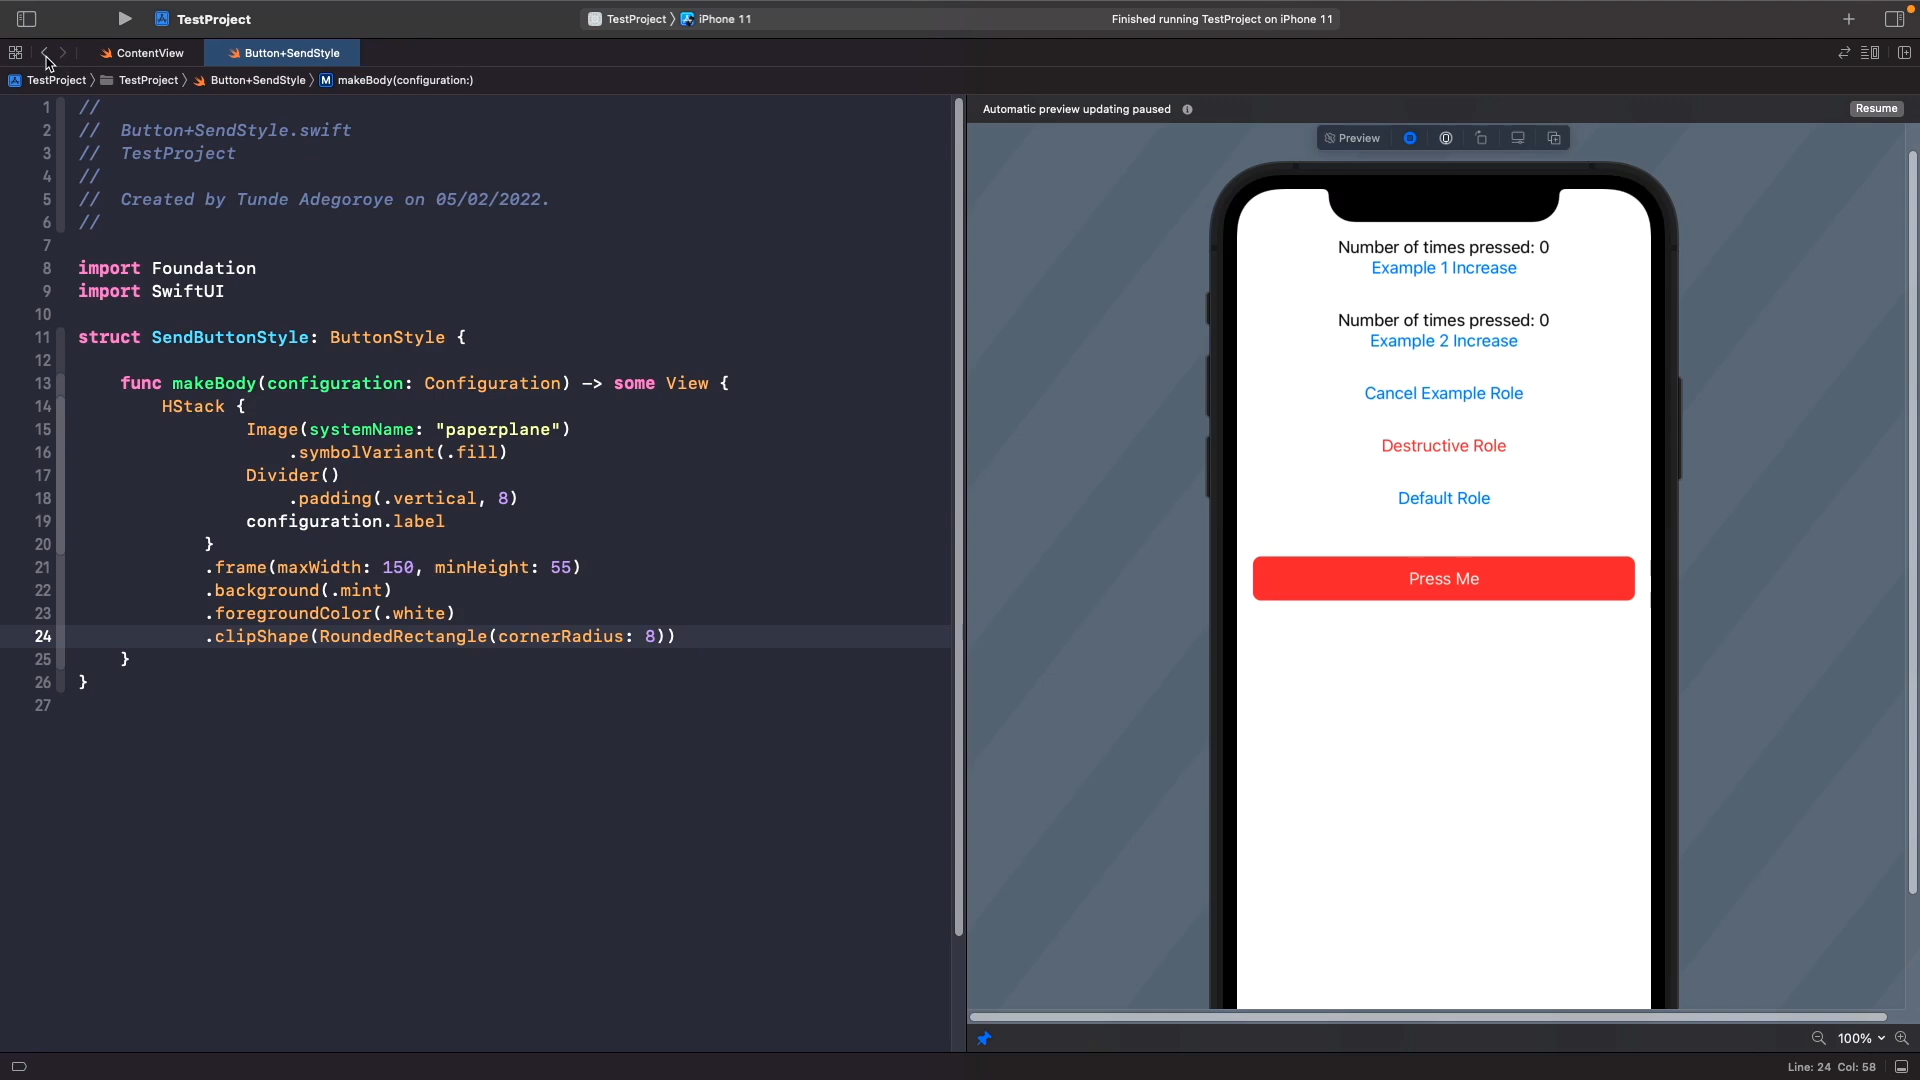 TestProject
TestProject 〉 iPhone 11
Finished running TestProject on iPhone 11
ContentView
Button+SendStyle
TestProject 〉 TestProject 〉 Button+SendStyle 〉 M makeBody(configuration:)
Automatic preview updating paused
Resume
Preview
1 //
2 //  Button+SendStyle.swift
3 //  TestProject
4 //
5 //  Created by Tunde Adegoroye on 05/02/2022.
6 //
7
8 import Foundation
9 import SwiftUI
10
11 struct SendButtonStyle: ButtonStyle {
12
13     func makeBody(configuration: Configuration) -> some View {
14         HStack {
15                 Image(systemName: "paperplane")
16                     .symbolVariant(.fill)
17                 Divider()
18                     .padding(.vertical, 8)
19                 configuration.label
20             }
21             .frame(maxWidth: 150, minHeight: 55)
22             .background(.mint)
23             .foregroundColor(.white)
24             .clipShape(RoundedRectangle(cornerRadius: 8))
25     }
26 }
27
Number of times pressed: 0
Example 1 Increase
Number of times pressed: 0
Example 2 Increase
Cancel Example Role
Destructive Role
Default Role
Press Me
100%
Line: 24 Col: 58